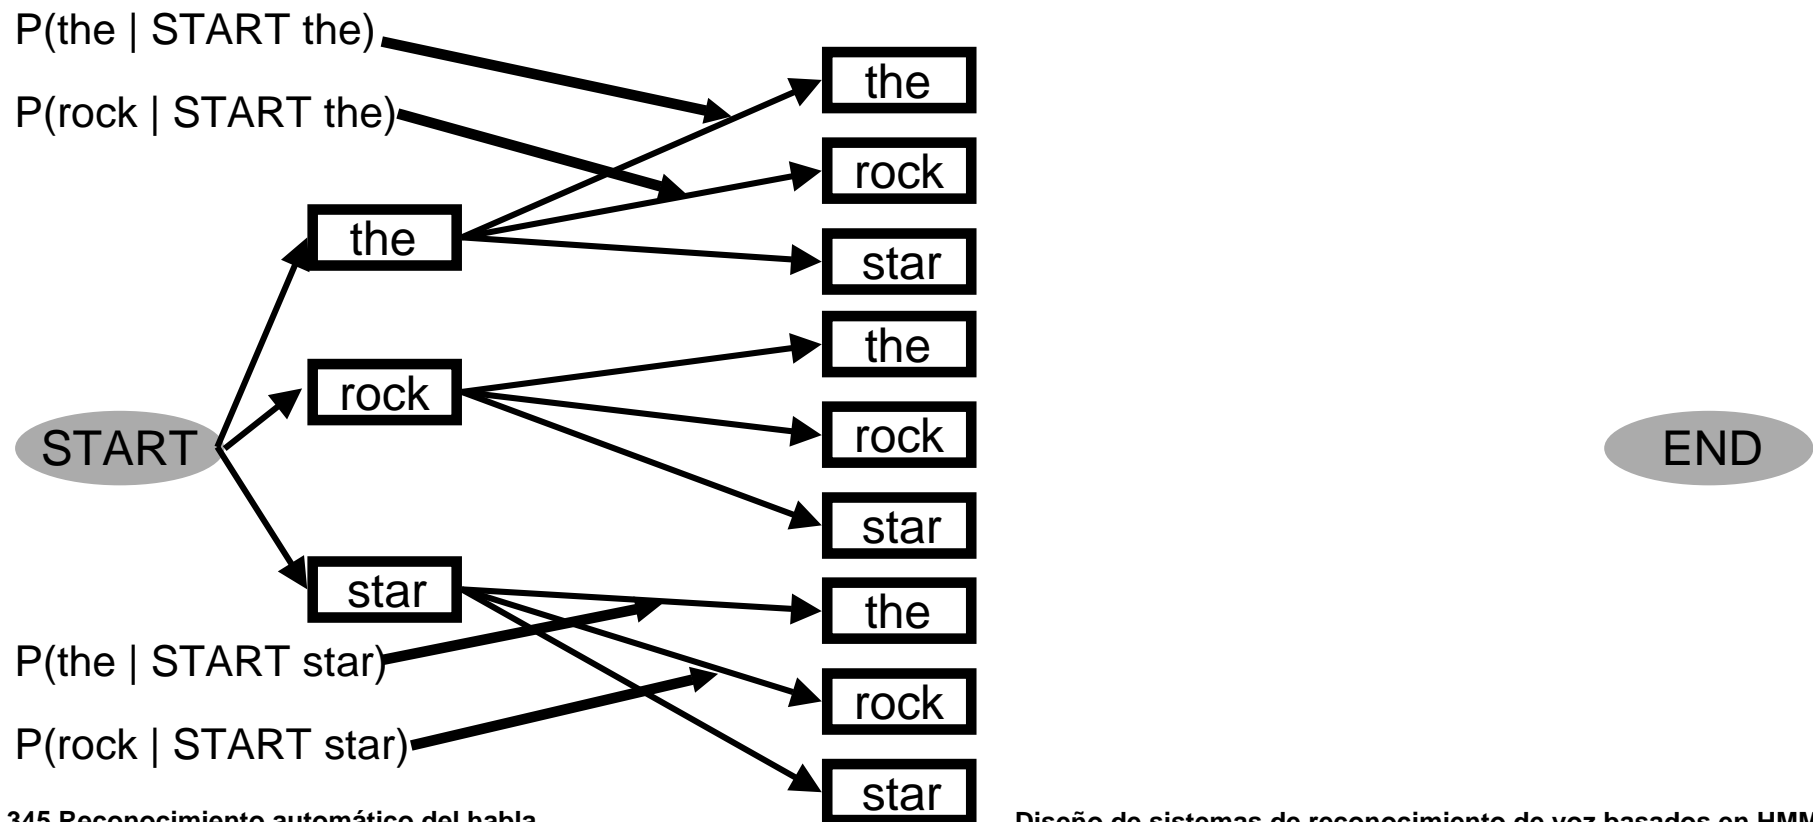 P(the | START the)
P(rock | START the)
the
rock
the
star
the
rock
rock
START
END
star
star
the
P(the | START star)
rock
P(rock | START star)
star
345 Reconocimiento automático del habla
Diseño de sistemas de reconocimiento de voz basados en HMM